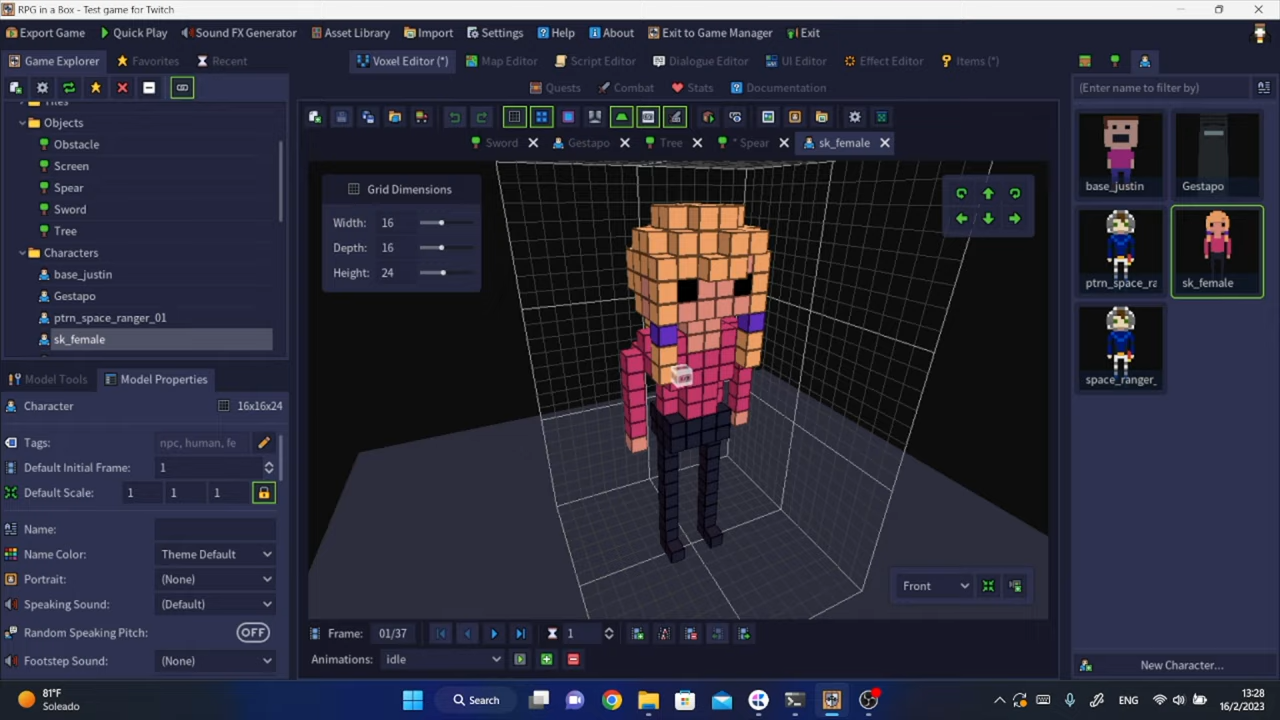 RPG in a Box - Test game for Twitch
Export Game Quick Play Sound FX Generator Asset Library Import Settings Help About Exit to Game Manager Exit
Game Explorer Favorites Recent
Voxel Editor (*) Map Editor Script Editor Dialogue Editor UI Editor Effect Editor Items (*)
Quests Combat Stats Documentation
(Enter name to filter by)
Tiles
Objects
Obstacle
Screen
Spear
Sword
Tree
Characters
base_justin
Gestapo
ptrn_space_ranger_01
sk_female
Sword Gestapo Tree * Spear sk_female
Grid Dimensions
Width: 16
Depth: 16
Height: 24
base_justin Gestapo
ptrn_space_ra sk_female
space_ranger_
Model Tools Model Properties
Character 16x16x24
Tags: npc, human, fe
Default Initial Frame: 1
Default Scale: 1 1 1
Name:
Name Color: Theme Default
Portrait: (None)
Speaking Sound: (Default)
Random Speaking Pitch: OFF
Footstep Sound: (None)
Front
Frame: 01/37 1
Animations: idle
New Character...
81°F
Soleado
Search
ENG
13:28
16/2/2023